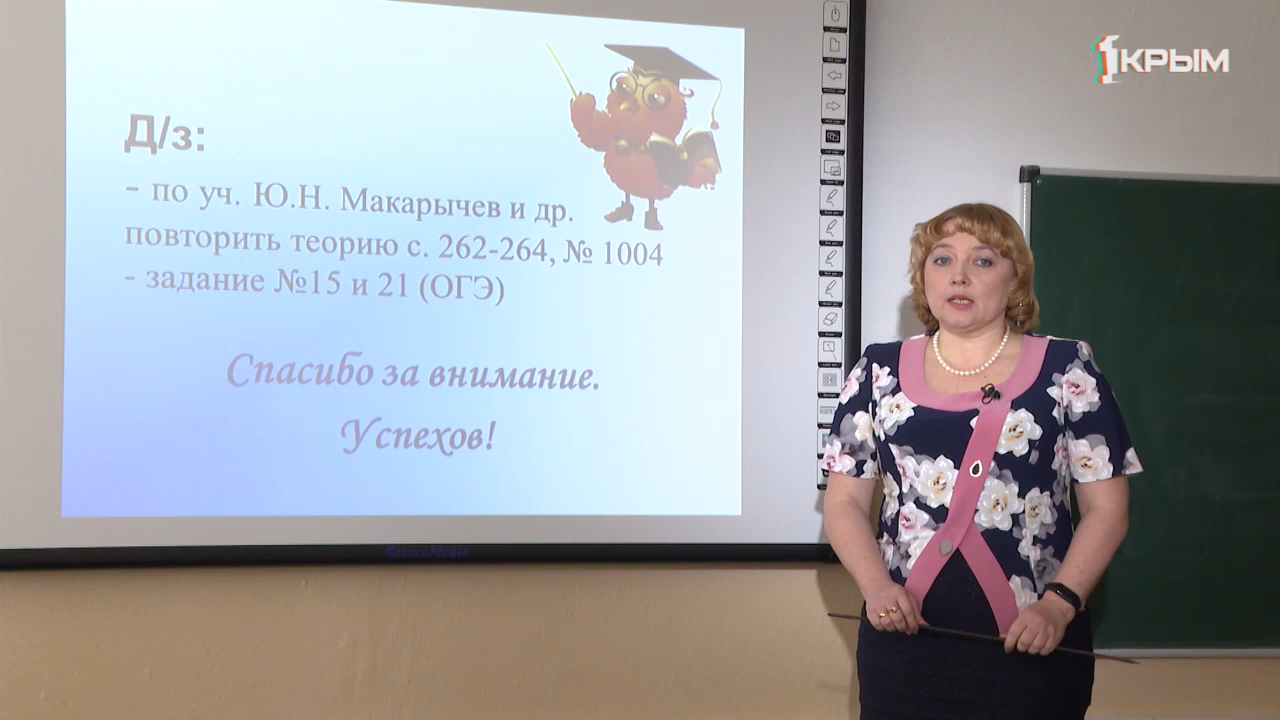 1КРЫМ
Д/з:
- по уч. Ю.Н. Макарычев и др.
повторить теорию с. 262-264, № 1004
- задание №15 и 21 (ОГЭ)
Спасибо за внимание.
Успехов!